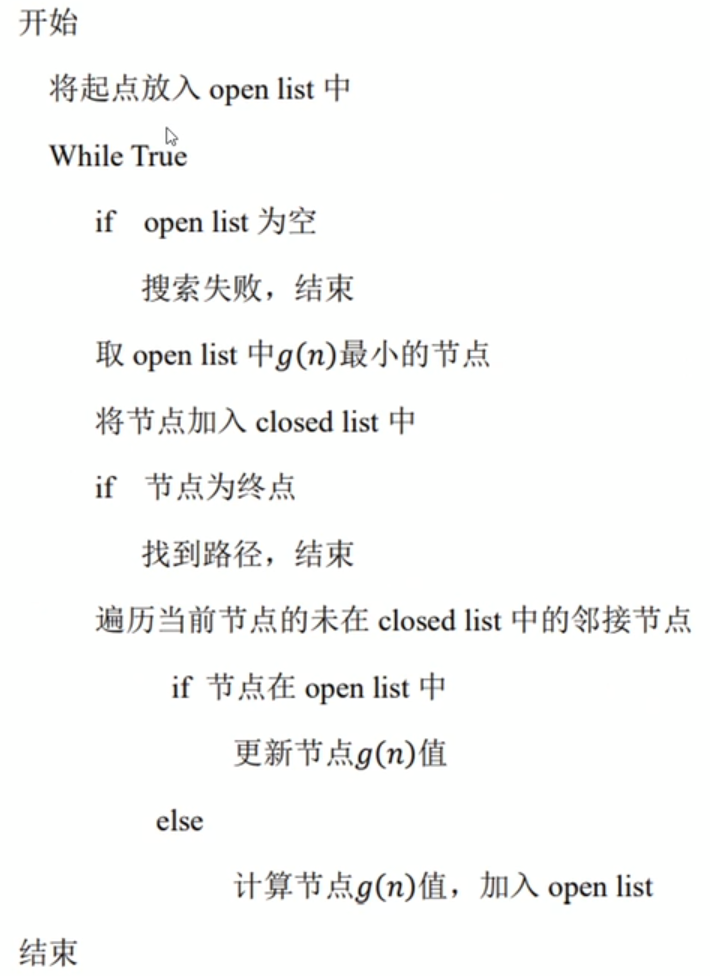 开始
将起点放入 open list 中
While True
if open list 为空
搜索失败，结束
取 open list 中g(n)最小的节点
将节点加入 closed list 中
if 节点为终点
找到路径，结束
遍历当前节点的未在 closed list 中的邻接节点
if 节点在 open list 中
更新节点g(n)值
else
计算节点g(n)值，加入 open list
结束